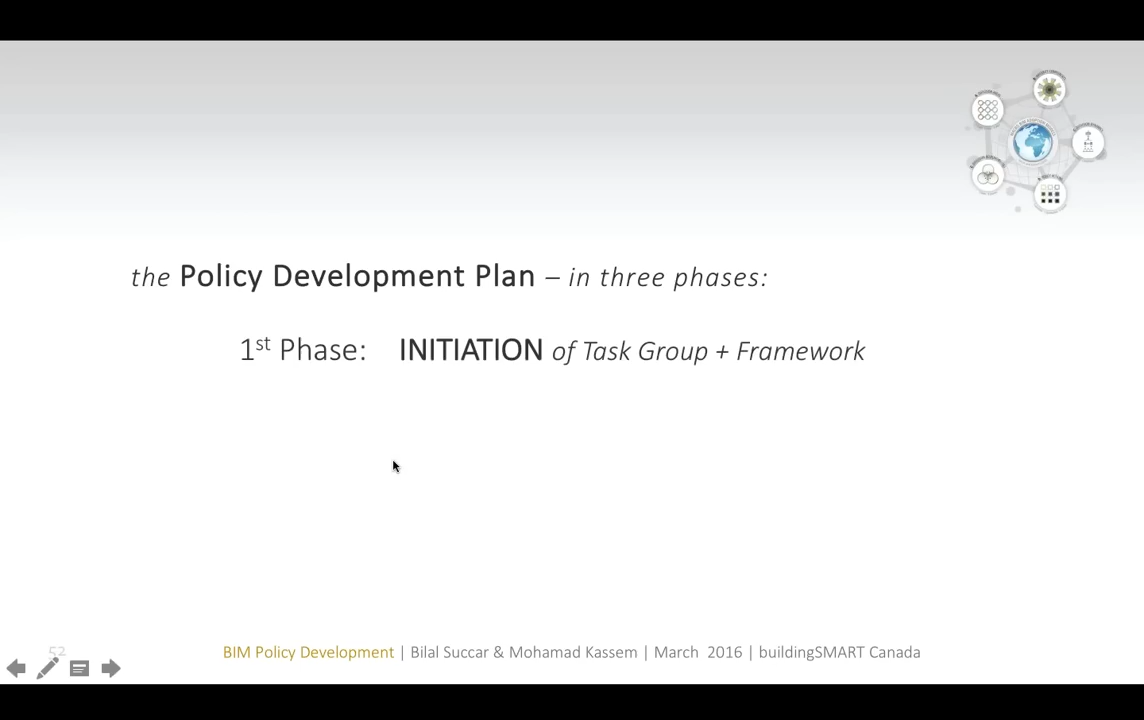 the Policy Development Plan – in three phases:
1st Phase: INITIATION of Task Group + Framework
52
BIM Policy Development | Bilal Succar & Mohamad Kassem | March 2016 | buildingSMART Canada